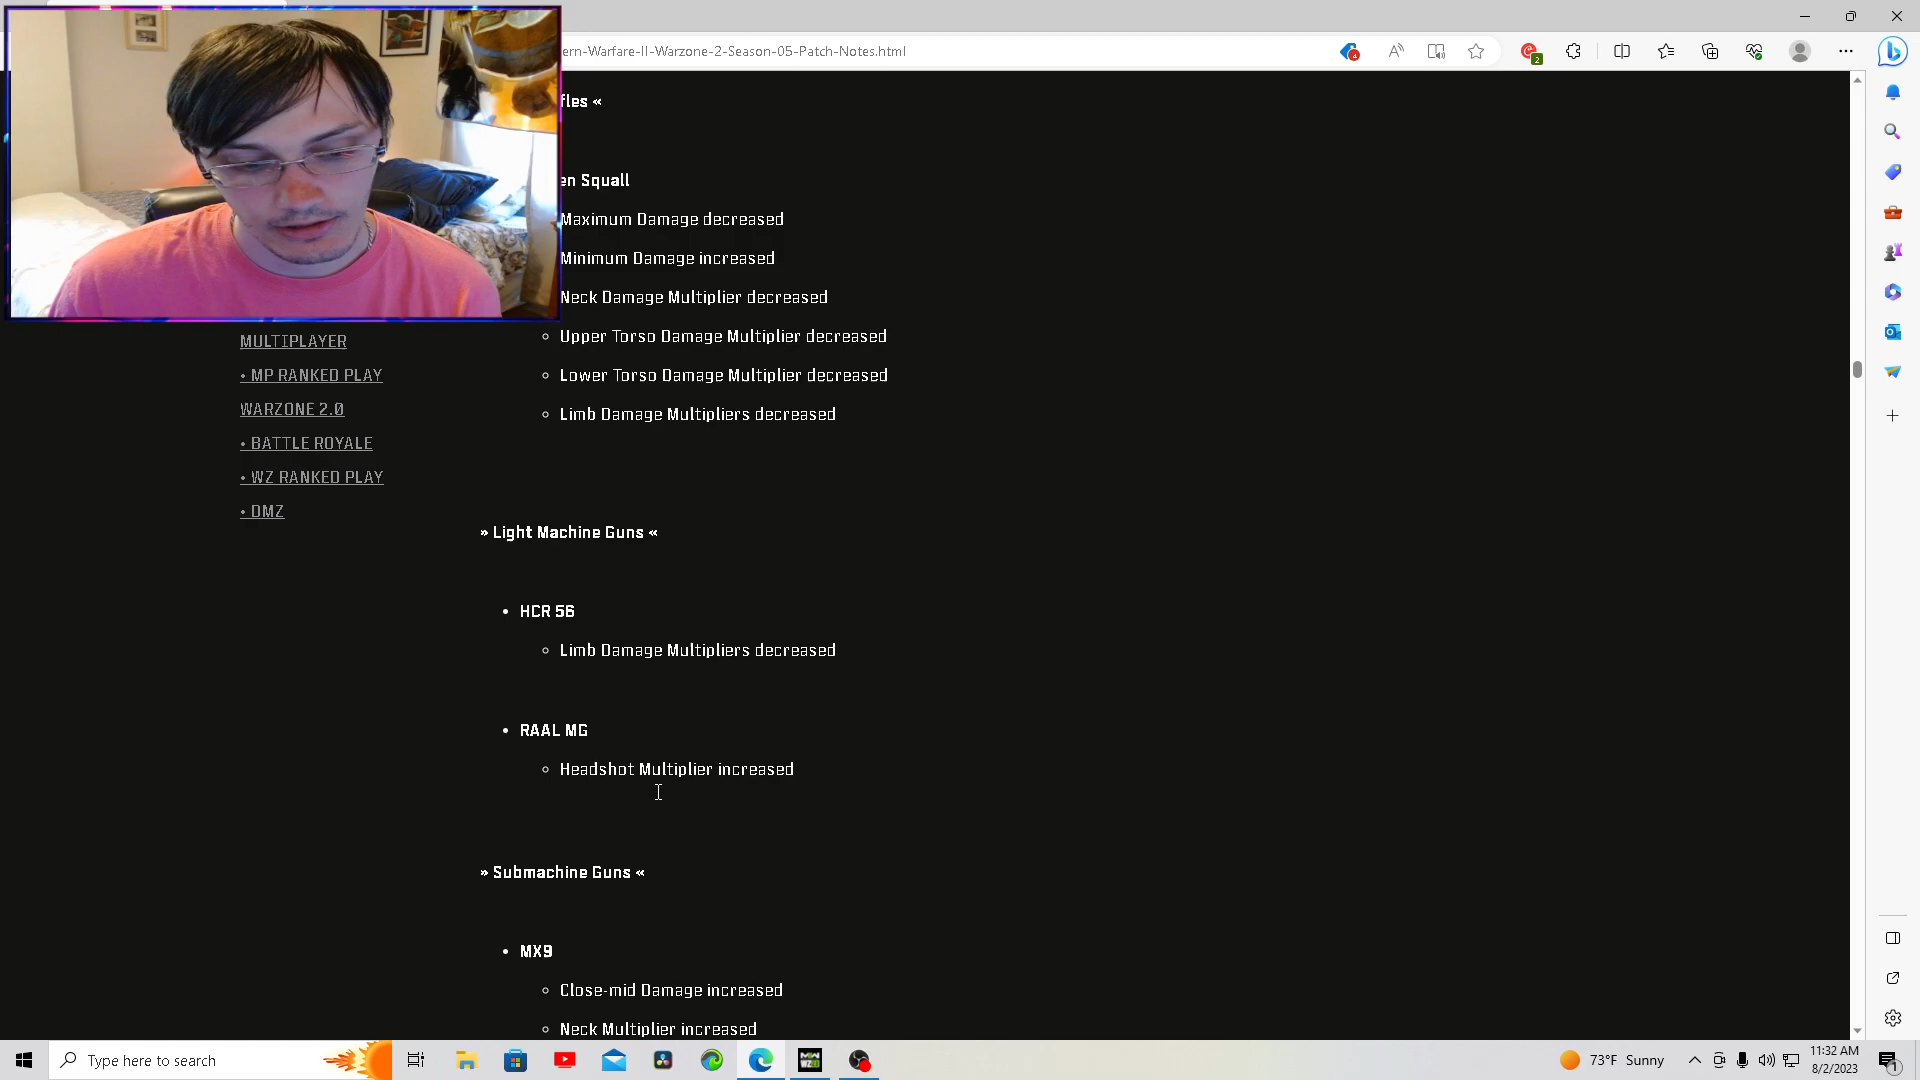 ern-Warfare-II-Warzone-2-Season-05-Patch-Notes.html
a
2
fles «
en Squall
Maximum Damage decreased
Minimum Damage increased
Neck Damage Multiplier decreased
Upper Torso Damage Multiplier decreased
Lower Torso Damage Multiplier decreased
Limb Damage Multipliers decreased
MULTIPLAYER
• MP RANKED PLAY
WARZONE 2.0
• BATTLE ROYALE
• WZ RANKED PLAY
• DMZ
» Light Machine Guns «
• HCR 56
Limb Damage Multipliers decreased
• RAAL MG
Headshot Multiplier increased
» Submachine Guns «
• MX9
Close-mid Damage increased
Neck Multiplier increased
Type here to search
73°F Sunny
11:32 AM
8/2/2023
1